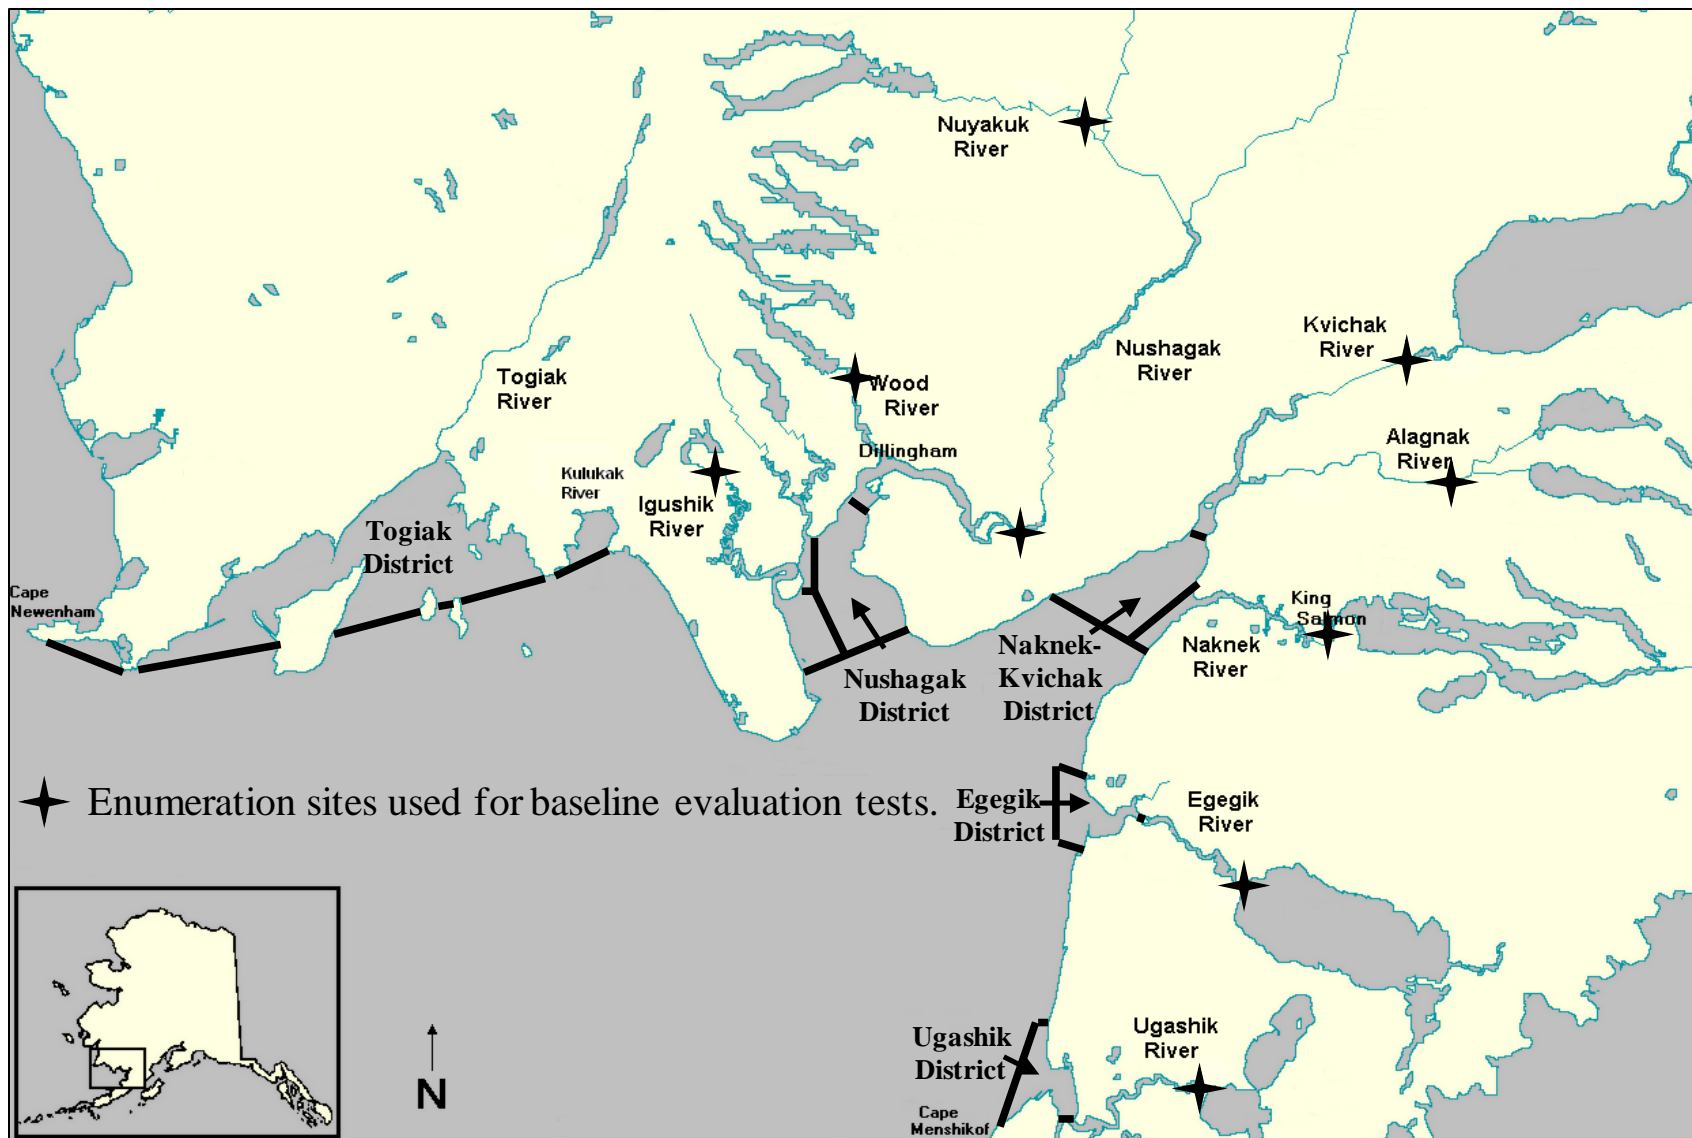 Nuyakuk
River
Kvichak
River
Nushagak
River
Togiak
River
Wood
River
Alagnak
River
Dillingham
Kulukak
River
Igushik
River
Togiak
District
Cape
Newenham
King
Salmon
Naknek
River
Naknek-
Kvichak
District
Nushagak
District
Enumeration sites used for baseline evaluation tests.
Egegik
District
Egegik
River
Ugashik
District
Ugashik
River
N
Cape
Menshikof